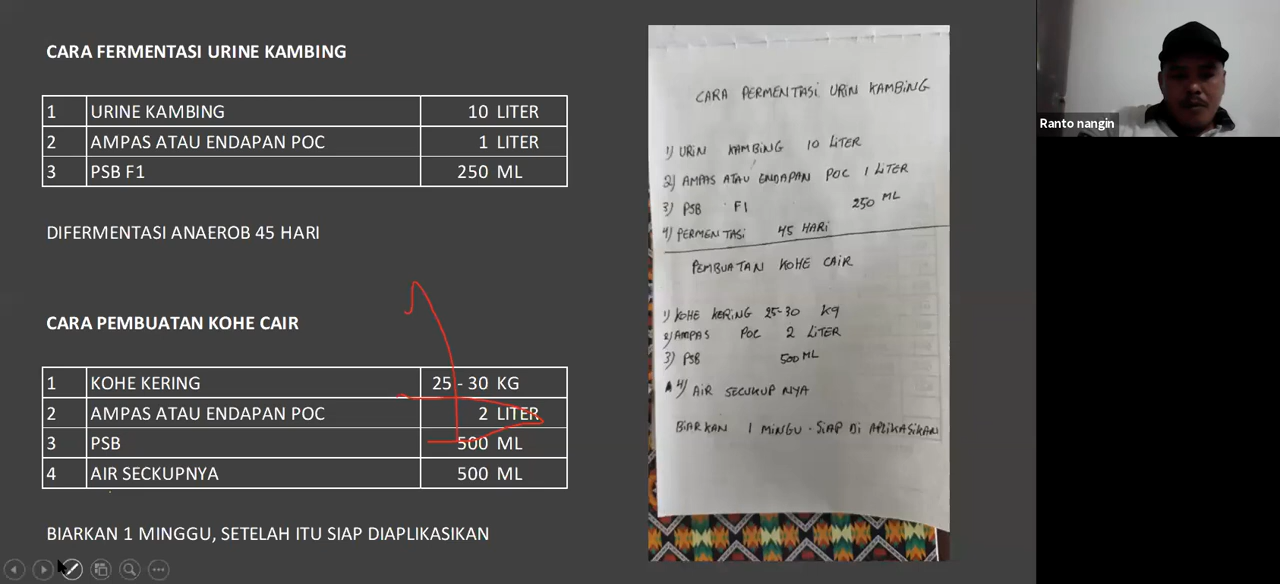 CARA FERMENTASI URINE KAMBING
1 URINE KAMBING 10 LITER
2 AMPAS ATAU ENDAPAN POC 1 LITER
3 PSB F1 250 ML
DIFERMENTASI ANAEROB 45 HARI
CARA PEMBUATAN KOHE CAIR
1 KOHE KERING 25 - 30 KG
2 AMPAS ATAU ENDAPAN POC 2 LITER
3 PSB 500 ML
4 AIR SECKUPNYA 500 ML
BIARKAN 1 MINGGU, SETELAH ITU SIAP DIAPLIKASIKAN
CARA PERMENTASI URIN KAMBING
1) URIN KAMBING 10 LITER
2) AMPAS ATAU ENDAPAN POC 1 LITER
3) PSB F1 250 ML
4) PERMENTASI 45 HARI
PEMBUATAN KOHE CAIR
1) KOHE KERING 25-30 Kg
2) AMPAS POC 2 LITER
3) PSB 500 ML
4) AIR SECUKUP NYA
BIARKAN 1 MINGU - SIAP DI APLIKASIKAN
Ranto nangin